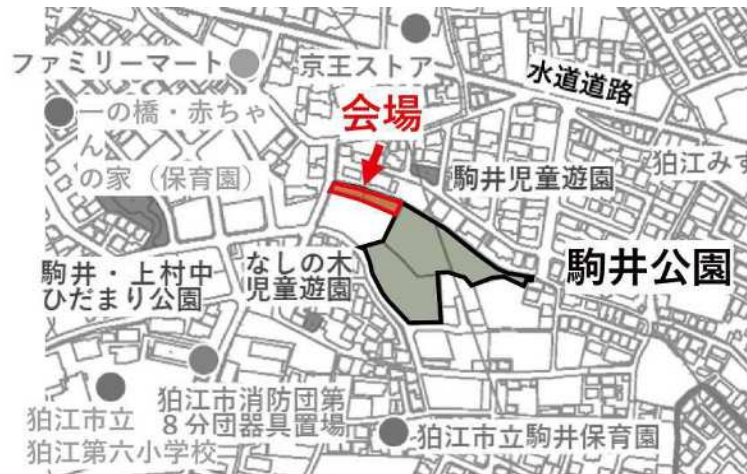 ファミリーマート
京王ストア
水道道路
一の橋・赤ちゃ
ん
の家（保育園）
会場
駒井児童遊園
狛江みず
駒井・上村中
ひだまり公園
なしの木
児童遊園
駒井公園
狛江市立
狛江第六小学校
狛江市消防団第
８分団器具置場
狛江市立駒井保育園